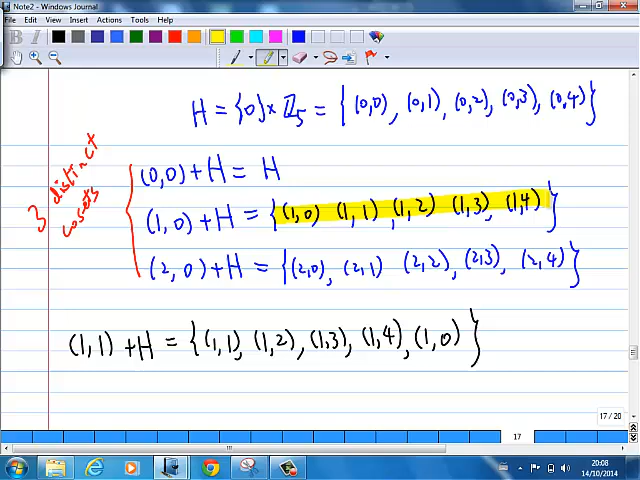 Note2 - Windows Journal
File Edit View Insert Actions Tools Help
H = {0} × ℤ₅ = { (0,0), (0,1), (0,2), (0,3), (0,4) }
3 distinct cosets
(0,0) + H = H
(1,0) + H = { (1,0) (1,1) , (1,2) (1,3), (1,4) }
(2,0) + H = { (2,0), (2,1) (2,2), (2,3), (2,4) }
(1,1) + H = { (1,1), (1,2), (1,3), (1,4), (1,0) }
17 / 20
17
20:08
14/10/2014